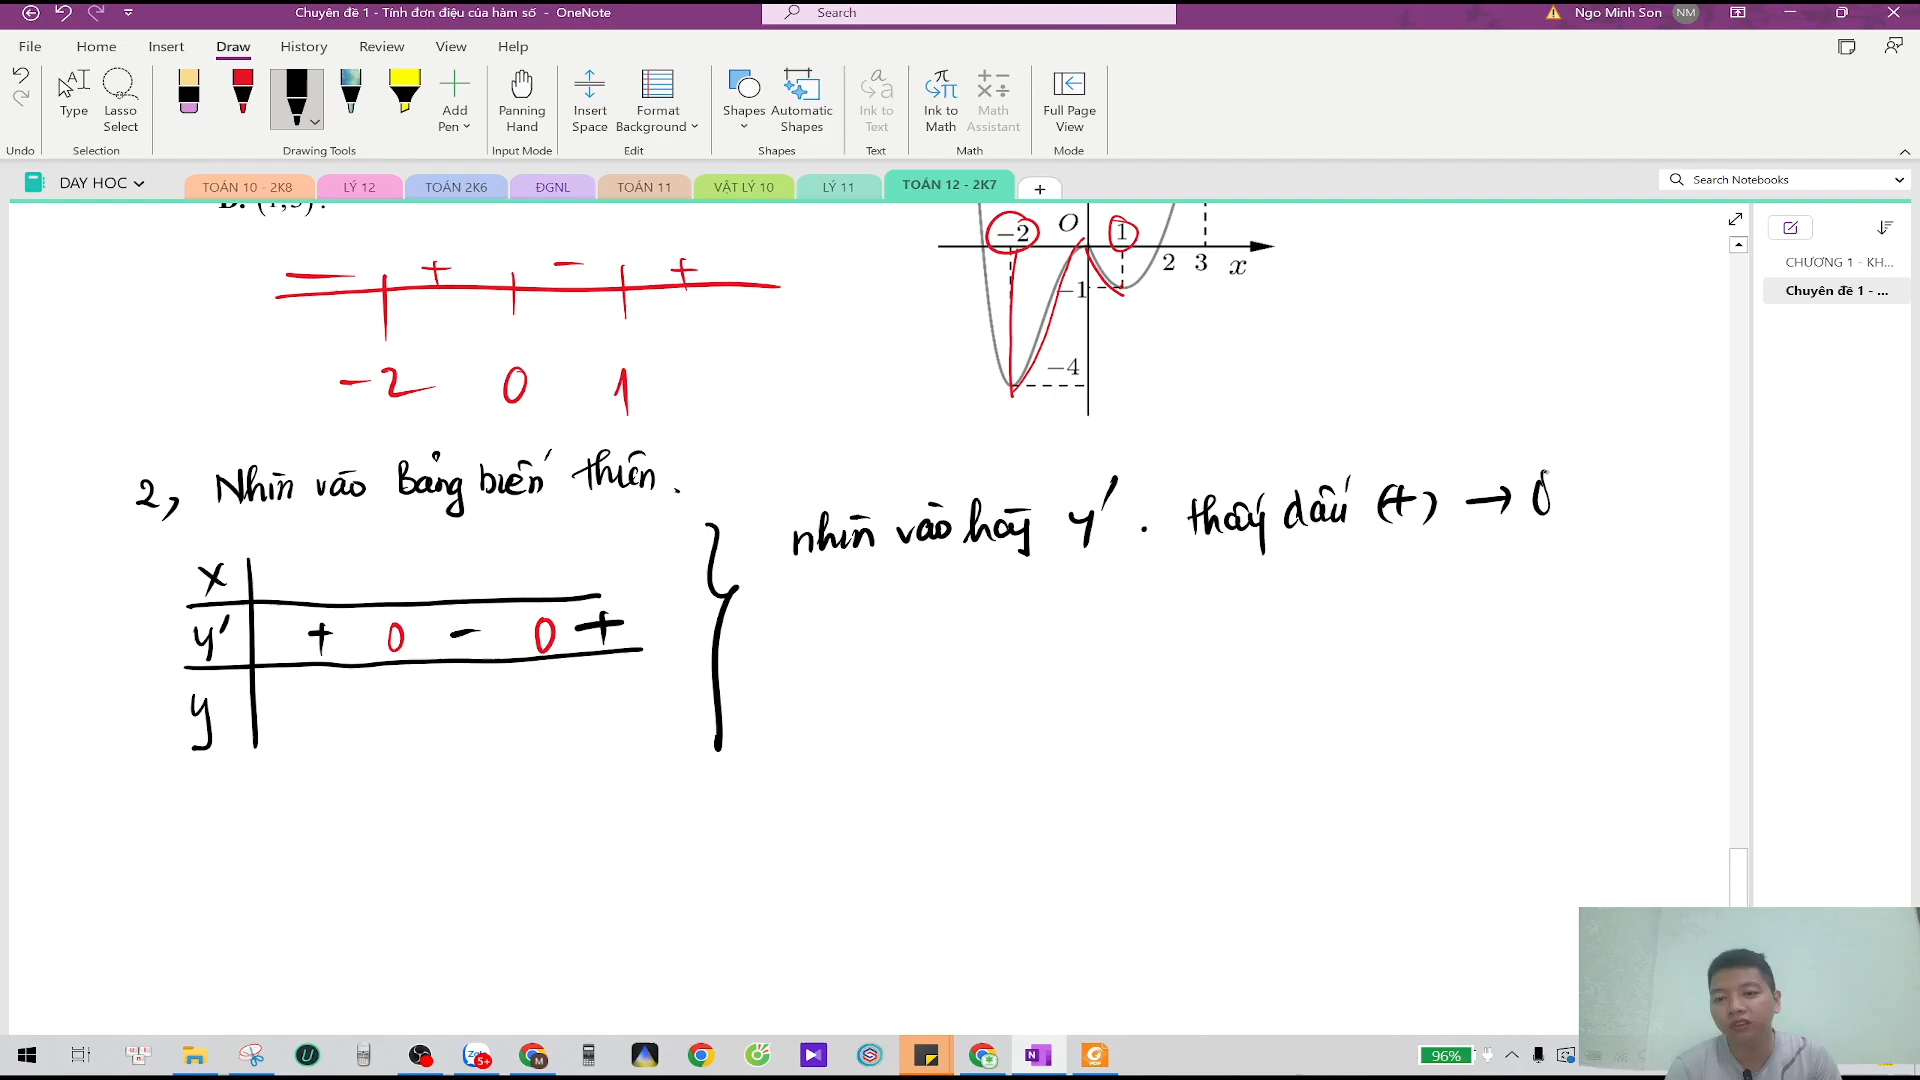 Chuyên đề 1 - Tính đơn điệu của hàm số - OneNote
Search
Ngo Minh Son
NM
File Home Insert Draw History Review View Help
Type
Lasso Select
Add Pen
Panning Hand
Insert Space
Format Background
Shapes
Automatic Shapes
Ink to Text
Ink to Math
Math Assistant
Full Page View
Undo Selection Drawing Tools Input Mode Edit Shapes Text Math Mode
DAY HOC
TOÁN 10 - 2K8 LÝ 12 TOÁN 2K6 ĐGNL TOÁN 11 VẬT LÝ 10 LÝ 11 TOÁN 12 - 2K7 +
Search Notebooks
CHƯƠNG 1 - KH...
Chuyên đề 1 - ...
-2 O 1
2 3 x
-1
-4
— + - +
-2 0 1
2, Nhìn vào Bảng biến thiên.
nhìn vào hàng y' . thấy dấu (+) →
x
y' + 0 - 0 +
y
96%